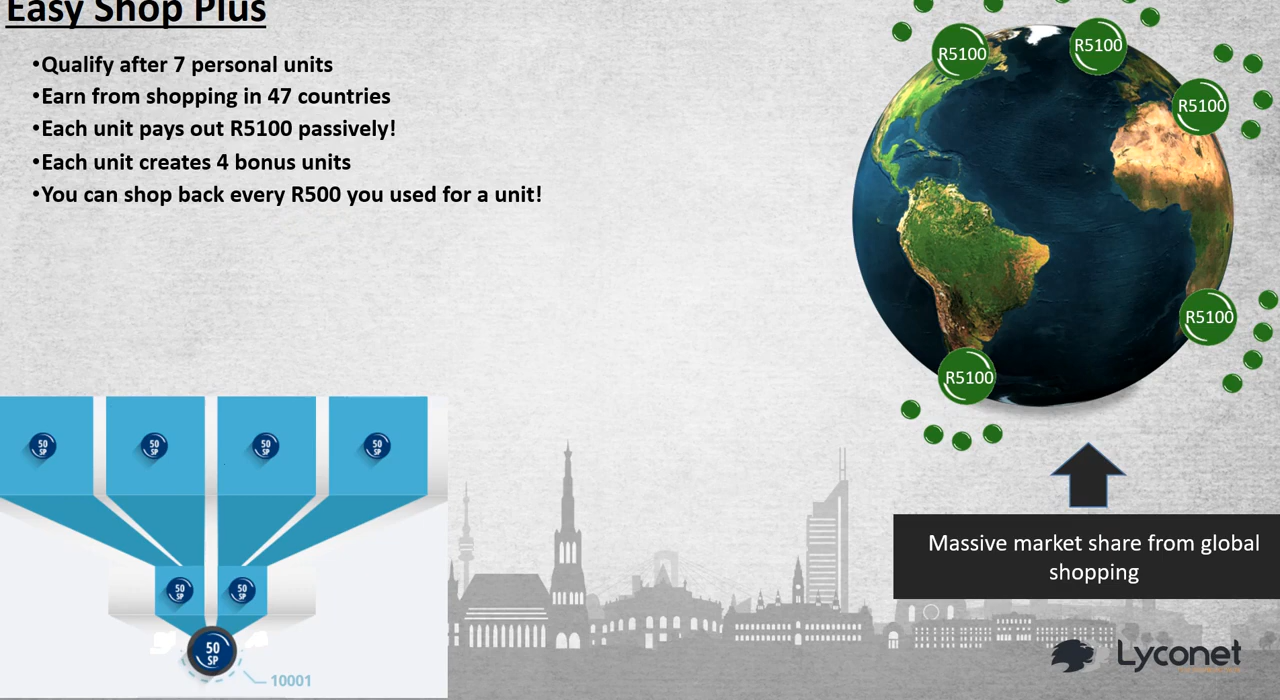 Easy Shop Plus
•Qualify after 7 personal units
•Earn from shopping in 47 countries
•Each unit pays out R5100 passively!
•Each unit creates 4 bonus units
•You can shop back every R500 you used for a unit!
R5100
R5100
R5100
R5100
R5100
50
SP
50
SP
50
SP
50
SP
50
SP
50
SP
50
SP
10001
Massive market share from global
shopping
Lyconet